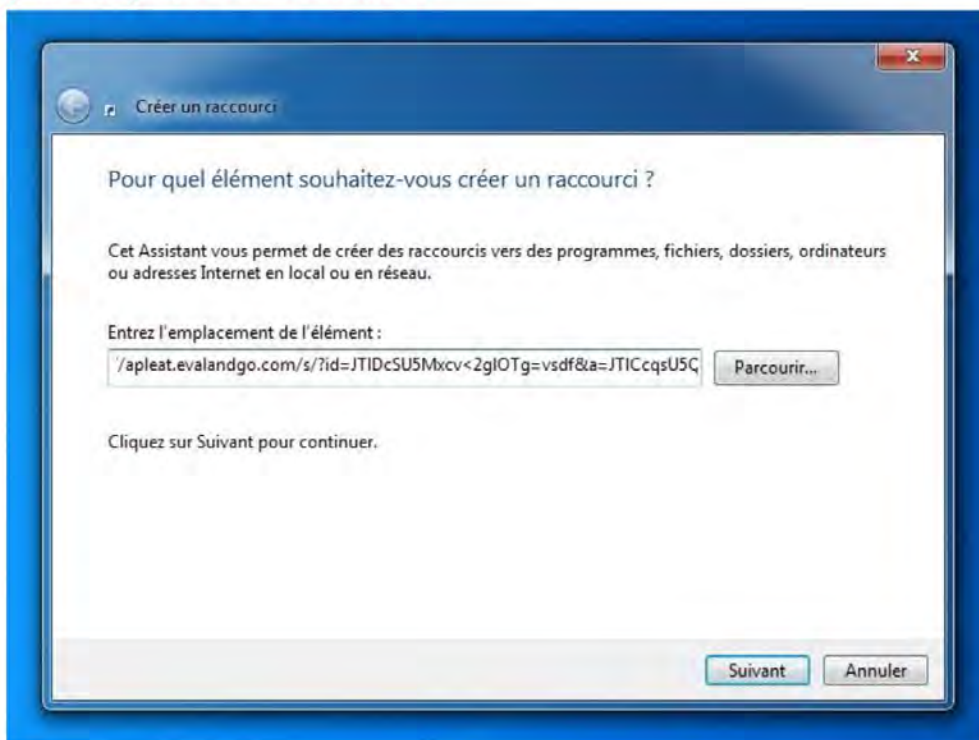 Créer un raccourci
Pour quel élément souhaitez-vous créer un raccourci ?
Cet Assistant vous permet de créer des raccourcis vers des programmes, fichiers, dossiers, ordinateurs
ou adresses Internet en local ou en réseau.
Entrez l'emplacement de l'élément :
/apleat.evalandgo.com/s/?id=JTlDcSU5Mxcv<2glOTg=vsdf&a=JTlCcqsU5Ç
Parcourir...
Cliquez sur Suivant pour continuer.
Suivant
Annuler